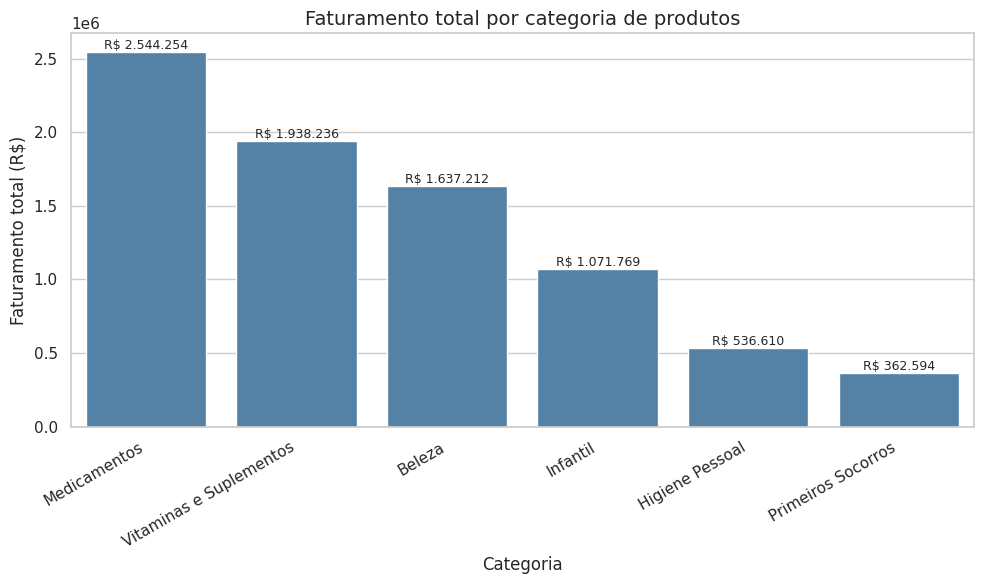 Faturamento total por categoria de produtos
1e6
Faturamento total (R$)
2.5
2.0
1.5
1.0
0.5
0.0
R$ 2.544.254
R$ 1.938.236
R$ 1.637.212
R$ 1.071.769
R$ 536.610
R$ 362.594
Medicamentos
Vitaminas e Suplementos
Beleza
Infantil
Higiene Pessoal
Primeiros Socorros
Categoria